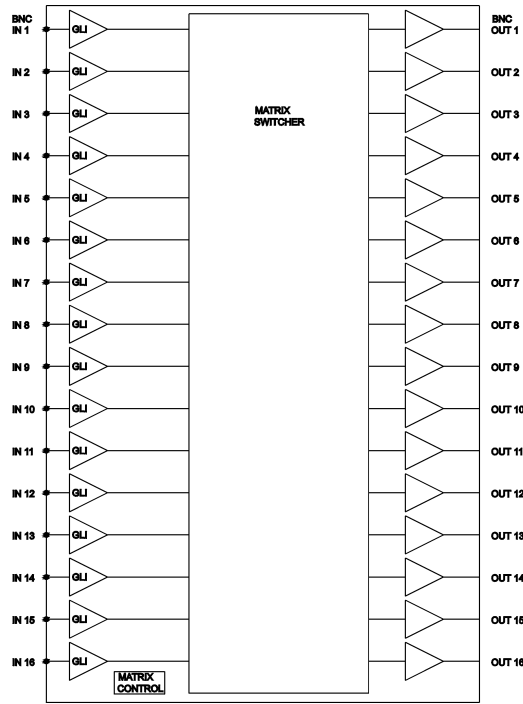 BNC
IN 1
GLI
BNC
OUT 1
IN 2
GLI
OUT 2
IN 3
GLI
MATRIX
SWITCHER
OUT 3
IN 4
GLI
OUT 4
IN 5
GLI
OUT 5
IN 6
GLI
OUT 6
IN 7
GLI
OUT 7
IN 8
GLI
OUT 8
IN 9
GLI
OUT 9
IN 10
GLI
OUT 10
IN 11
GLI
OUT 11
IN 12
GLI
OUT 12
IN 13
GLI
OUT 13
IN 14
GLI
OUT 14
IN 15
GLI
OUT 15
IN 16
GLI
OUT 16
MATRIX
CONTROL